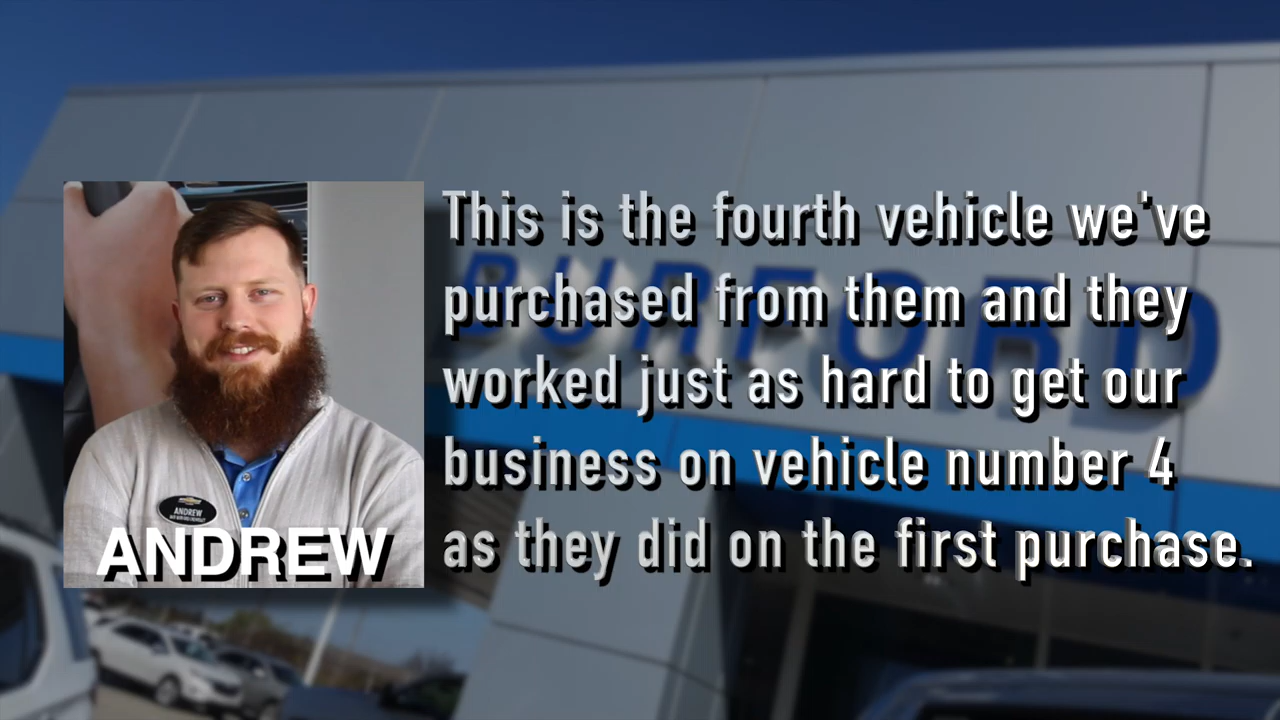 This is the fourth vehicle we've
purchased from them and they
worked just as hard to get our
business on vehicle number 4
as they did on the first purchase.
BURFORD
ANDREW
ANDREW